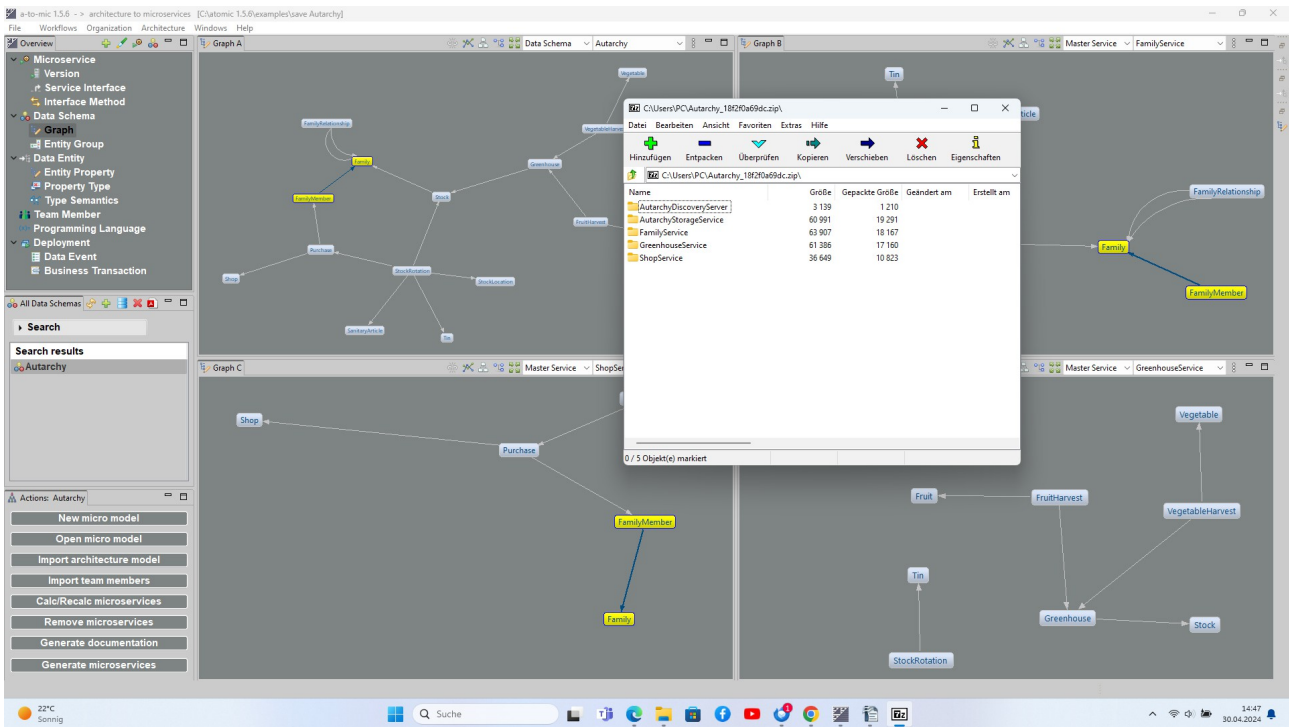 a-to-mic 1.5.6 - > architecture to microservices [C:\atomic 1.5.6\examples\save Autarchy]
File Workflows Organization Architecture Windows Help
Overview
Microservice
Version
Service Interface
Interface Method
Data Schema
Graph
Entity Group
Data Entity
Entity Property
Property Type
Type Semantics
Team Member
Programming Language
Deployment
Data Event
Business Transaction
All Data Schemas
Search
Search results
Autarchy
Actions: Autarchy
New micro model
Open micro model
Import architecture model
Import team members
Calc/Recalc microservices
Remove microservices
Generate documentation
Generate microservices
Graph A
Data Schema
Autarchy
Vegetable
FamilyRelationship
Family
Greenhouse
FamilyMember
Stock
FruitHarvest
Purchase
Shop
StockRotation
StockLocation
SanitaryArticle
Tin
Graph B
Master Service
FamilyService
Tin
FamilyRelationship
Family
FamilyMember
C:\Users\PC\Autarchy_18f2f0a69dc.zip\
Datei Bearbeiten Ansicht Favoriten Extras Hilfe
Hinzufügen Entpacken Überprüfen Kopieren Verschieben Löschen Eigenschaften
C:\Users\PC\Autarchy_18f2f0a69dc.zip\
Name Größe Gepackte Größe Geändert am Erstellt am
AutarchyDiscoveryServer 3 139 1 210
AutarchyStorageService 60 991 19 291
FamilyService 63 907 18 167
GreenhouseService 61 386 17 160
ShopService 36 649 10 823
0 / 5 Objekt(e) markiert
Graph C
Master Service
Shop
Purchase
FamilyMember
Family
Master Service
GreenhouseService
Vegetable
Fruit
FruitHarvest
VegetableHarvest
Tin
Greenhouse
Stock
StockRotation
22°C
Sonnig
Suche
14:47
30.04.2024